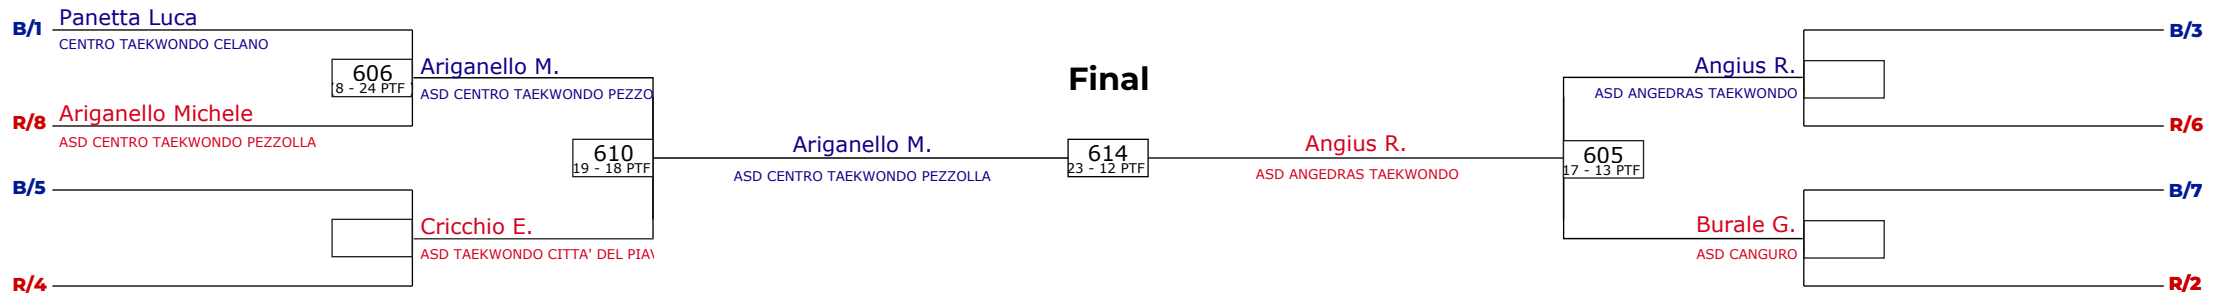 B/1 Panetta Luca
CENTRO TAEKWONDO CELANO
606
8 - 24 PTF
R/8 Ariganello Michele
ASD CENTRO TAEKWONDO PEZZOLLA
B/5
R/4
Ariganello M.
ASD CENTRO TAEKWONDO PEZZO
610
19 - 18 PTF
Cricchio E.
ASD TAEKWONDO CITTA' DEL PIA
Final
Ariganello M.
ASD CENTRO TAEKWONDO PEZZOLLA
614
23 - 12 PTF
Angius R.
ASD ANGEDRAS TAEKWONDO
Angius R.
ASD ANGEDRAS TAEKWONDO
605
17 - 13 PTF
Burale G.
ASD CANGURO
B/3
R/6
B/7
R/2